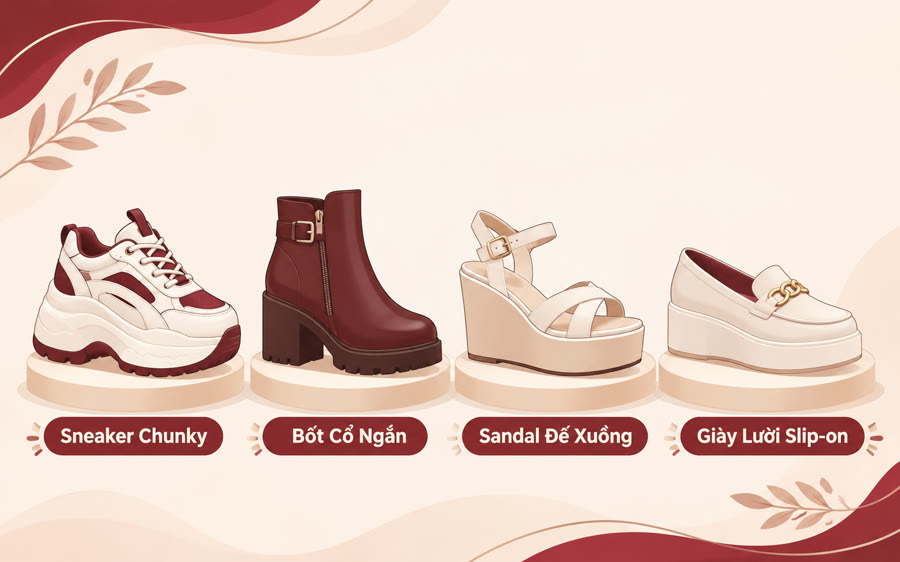 Sneaker Chunky
Bốt Cổ Ngắn
Sandal Đế Xuồng
Giày Lười Slip-on